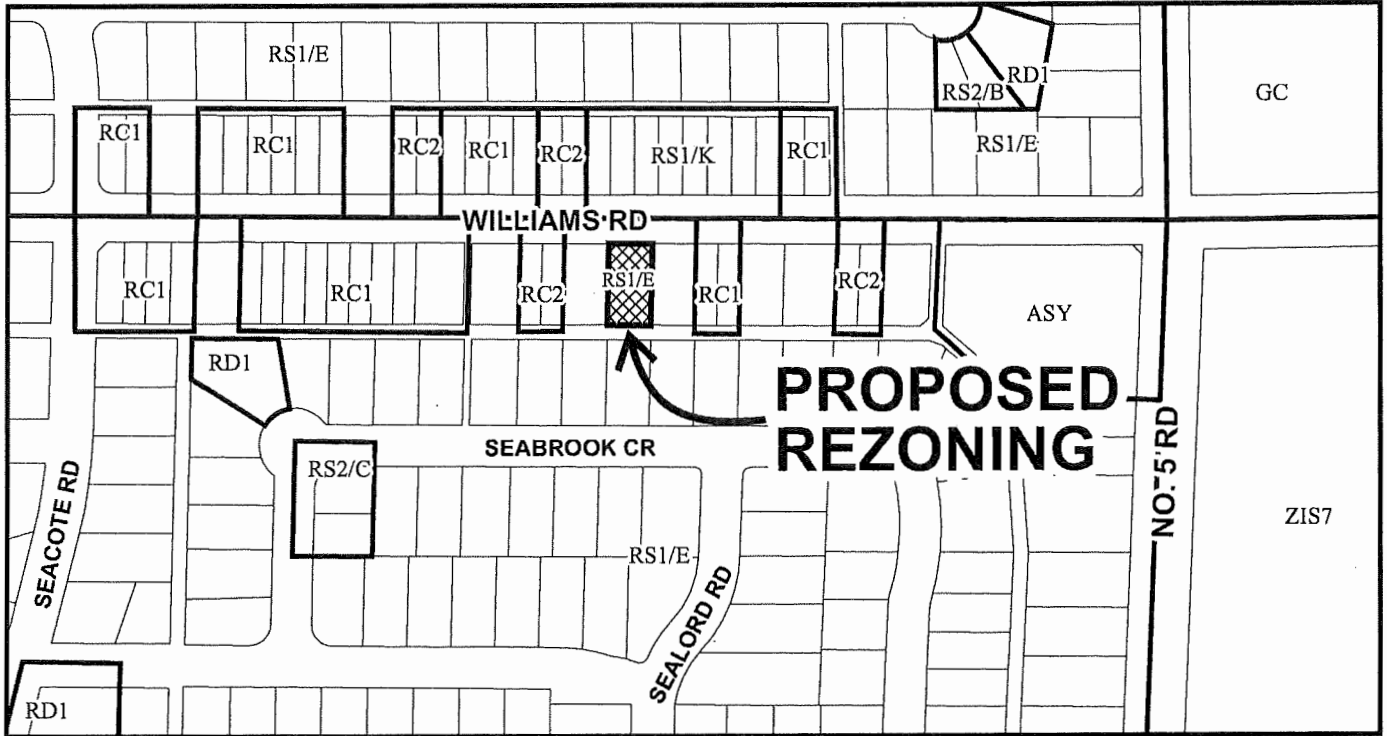 RS1/E
RD1
RS2/B
GC
RC1
RC1
RC2
RC1
RC2
RS1/K
RC1
RS1/E
WILLIAMS RD
RC1
RC1
RC2
RS1/E
RC1
RC2
ASY
RD1
PROPOSED
REZONING
SEABROOK CR
RS2/C
SEACOTE RD
RS1/E
SEALORD RD
NO. 5 RD
ZIS7
RD1